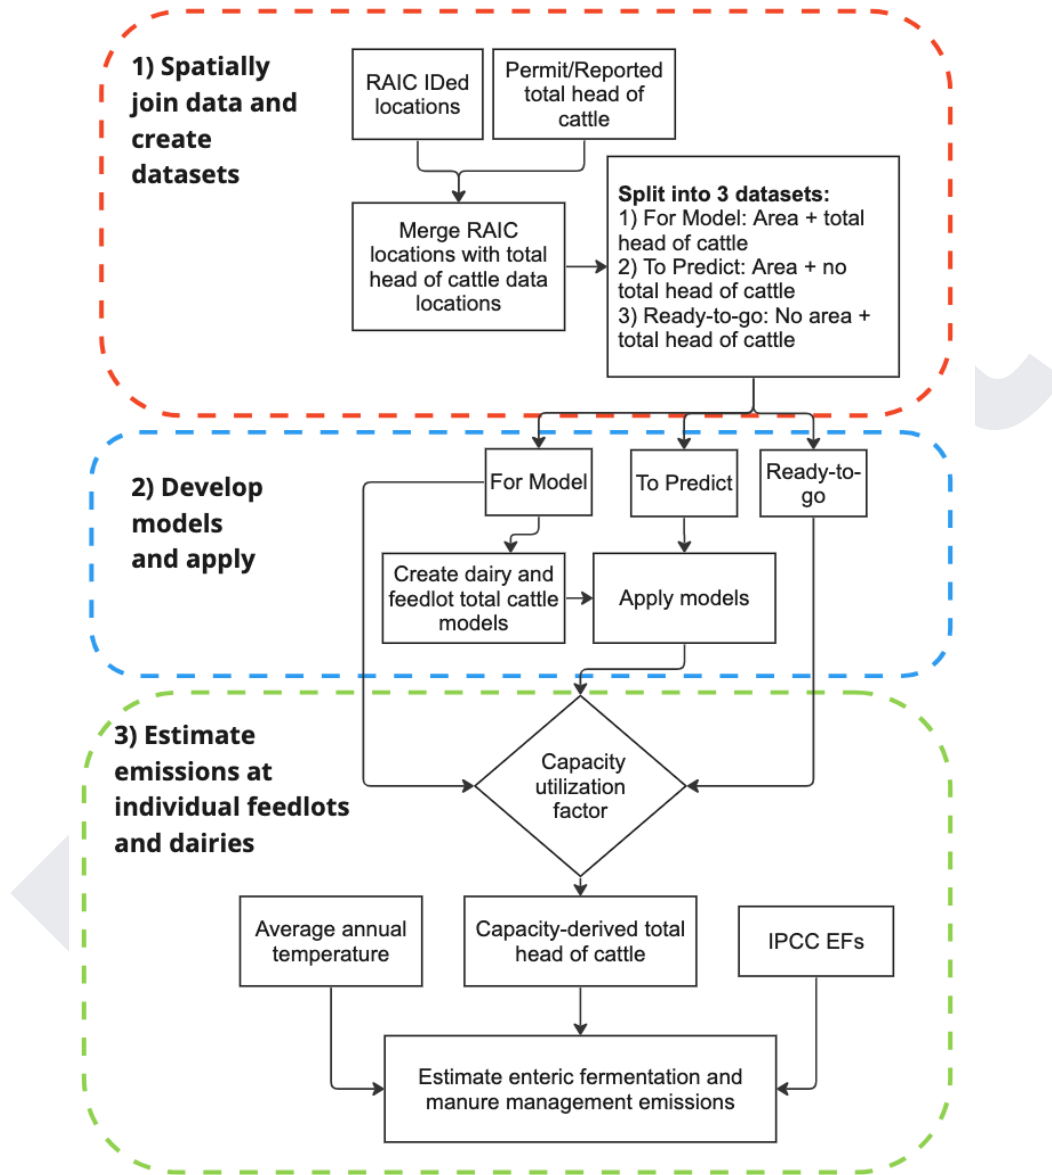 1) Spatially
join data and
create
datasets
RAIC IDed
locations
Permit/Reported
total head of
cattle
Merge RAIC
locations with total
head of cattle data
locations
Split into 3 datasets:
1) For Model: Area + total
head of cattle
2) To Predict: Area + no
total head of cattle
3) Ready-to-go: No area +
total head of cattle
2) Develop
models
and apply
For Model
To Predict
Ready-to-
go
Create dairy and
feedlot total cattle
models
Apply models
3) Estimate
emissions at
individual feedlots
and dairies
Capacity
utilization
factor
Average annual
temperature
Capacity-derived total
head of cattle
IPCC EFs
Estimate enteric fermentation and
manure management emissions